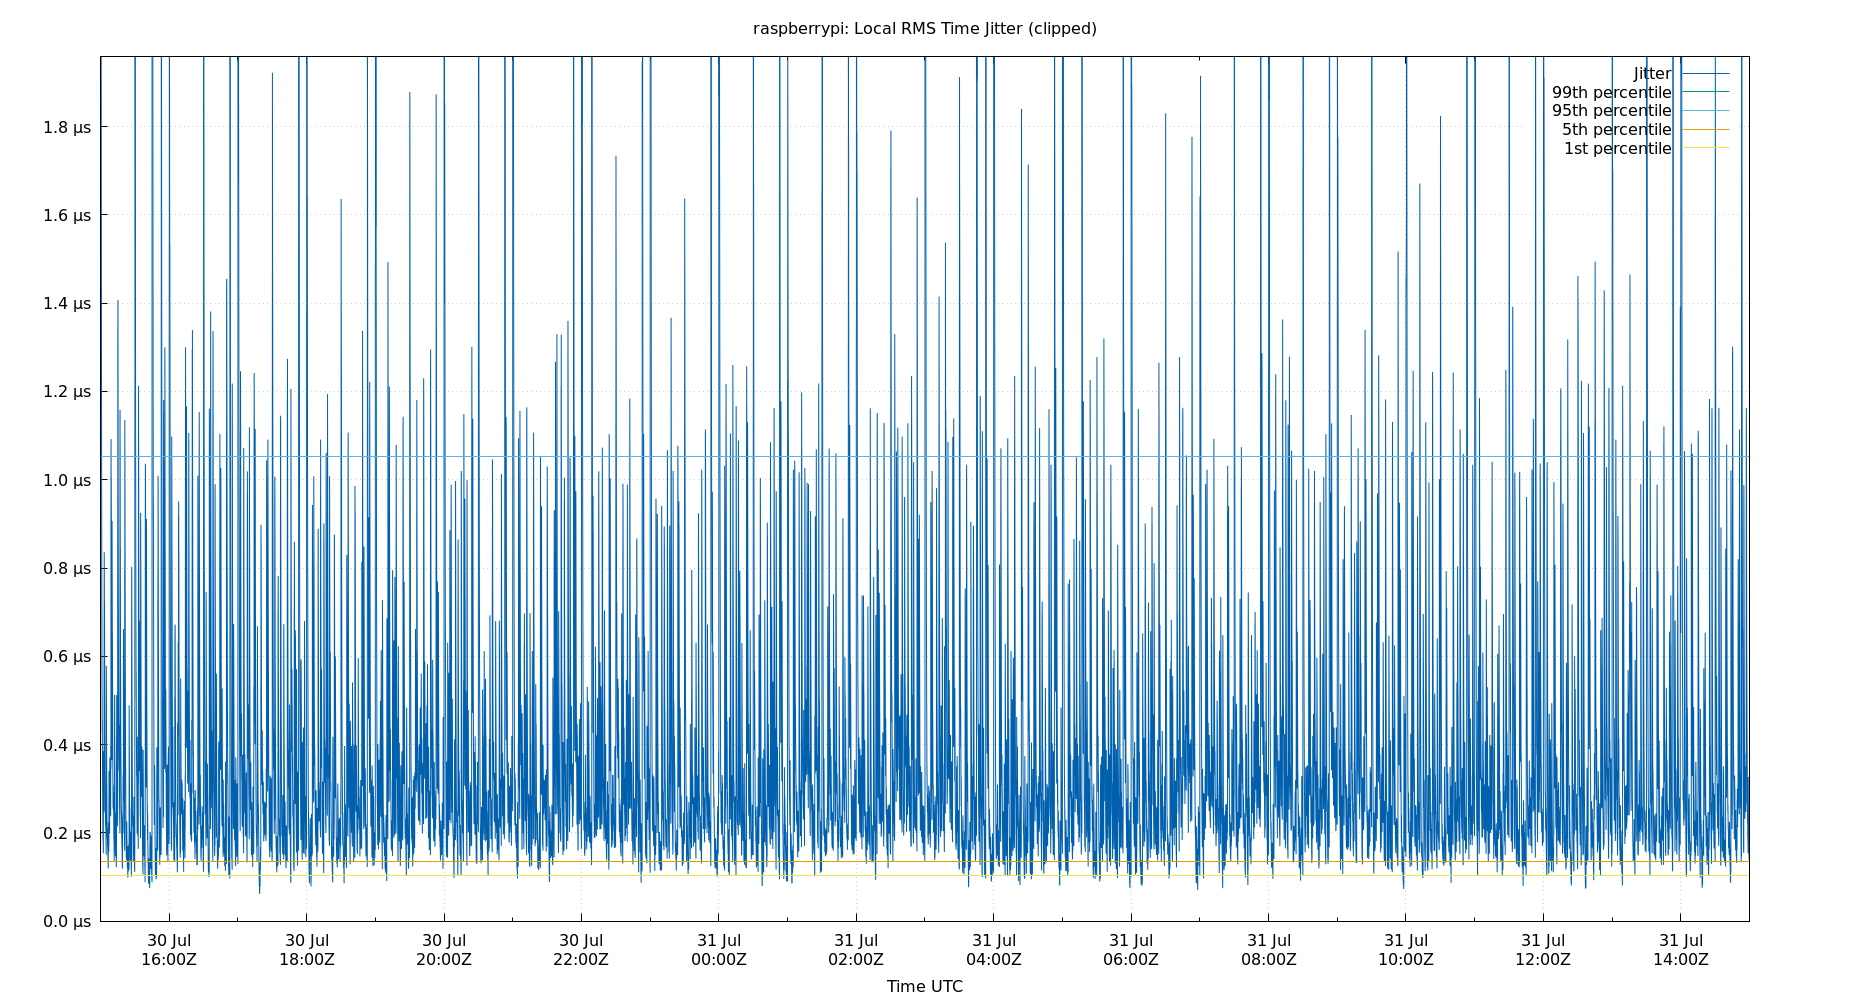 raspberrypi: Local RMS Time Jitter (clipped)
Jitter
99th percentile
95th percentile
5th percentile
1st percentile
1.8 µs
1.6 µs
1.4 µs
1.2 µs
1.0 µs
0.8 µs
0.6 µs
0.4 µs
0.2 µs
0.0 µs
30 Jul 30 Jul 30 Jul 30 Jul 31 Jul 31 Jul 31 Jul 31 Jul 31 Jul 31 Jul 31 Jul 31 Jul
16:00Z 18:00Z 20:00Z 22:00Z 00:00Z 02:00Z 04:00Z 06:00Z 08:00Z 10:00Z 12:00Z 14:00Z
Time UTC